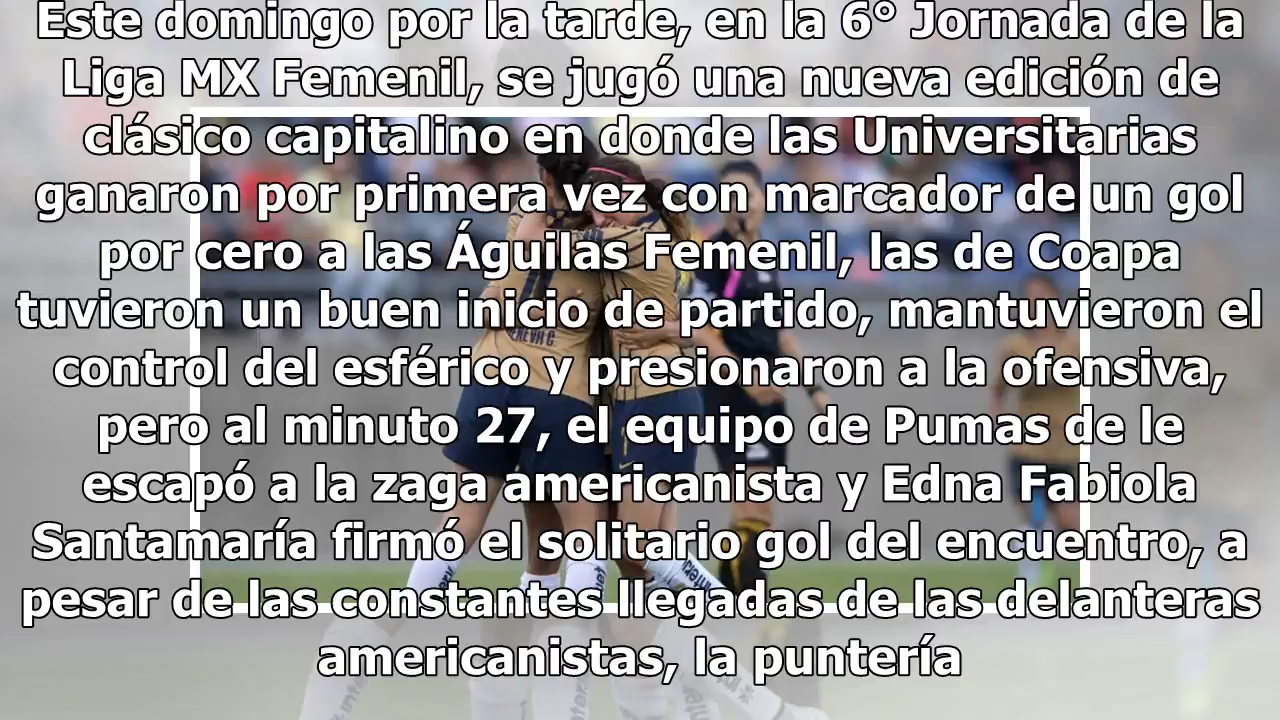 Este domingo por la tarde, en la 6° Jornada de la
Liga MX Femenil, se jugó una nueva edición de
clásico capitalino en donde las Universitarias
ganaron por primera vez con marcador de un gol
por cero a las Águilas Femenil, las de Coapa
tuvieron un buen inicio de partido, mantuvieron el
control del esférico y presionaron a la ofensiva,
pero al minuto 27, el equipo de Pumas de le
escapó a la zaga americanista y Edna Fabiola
Santamaría firmó el solitario gol del encuentro, a
pesar de las constantes llegadas de las delanteras
americanistas, la puntería